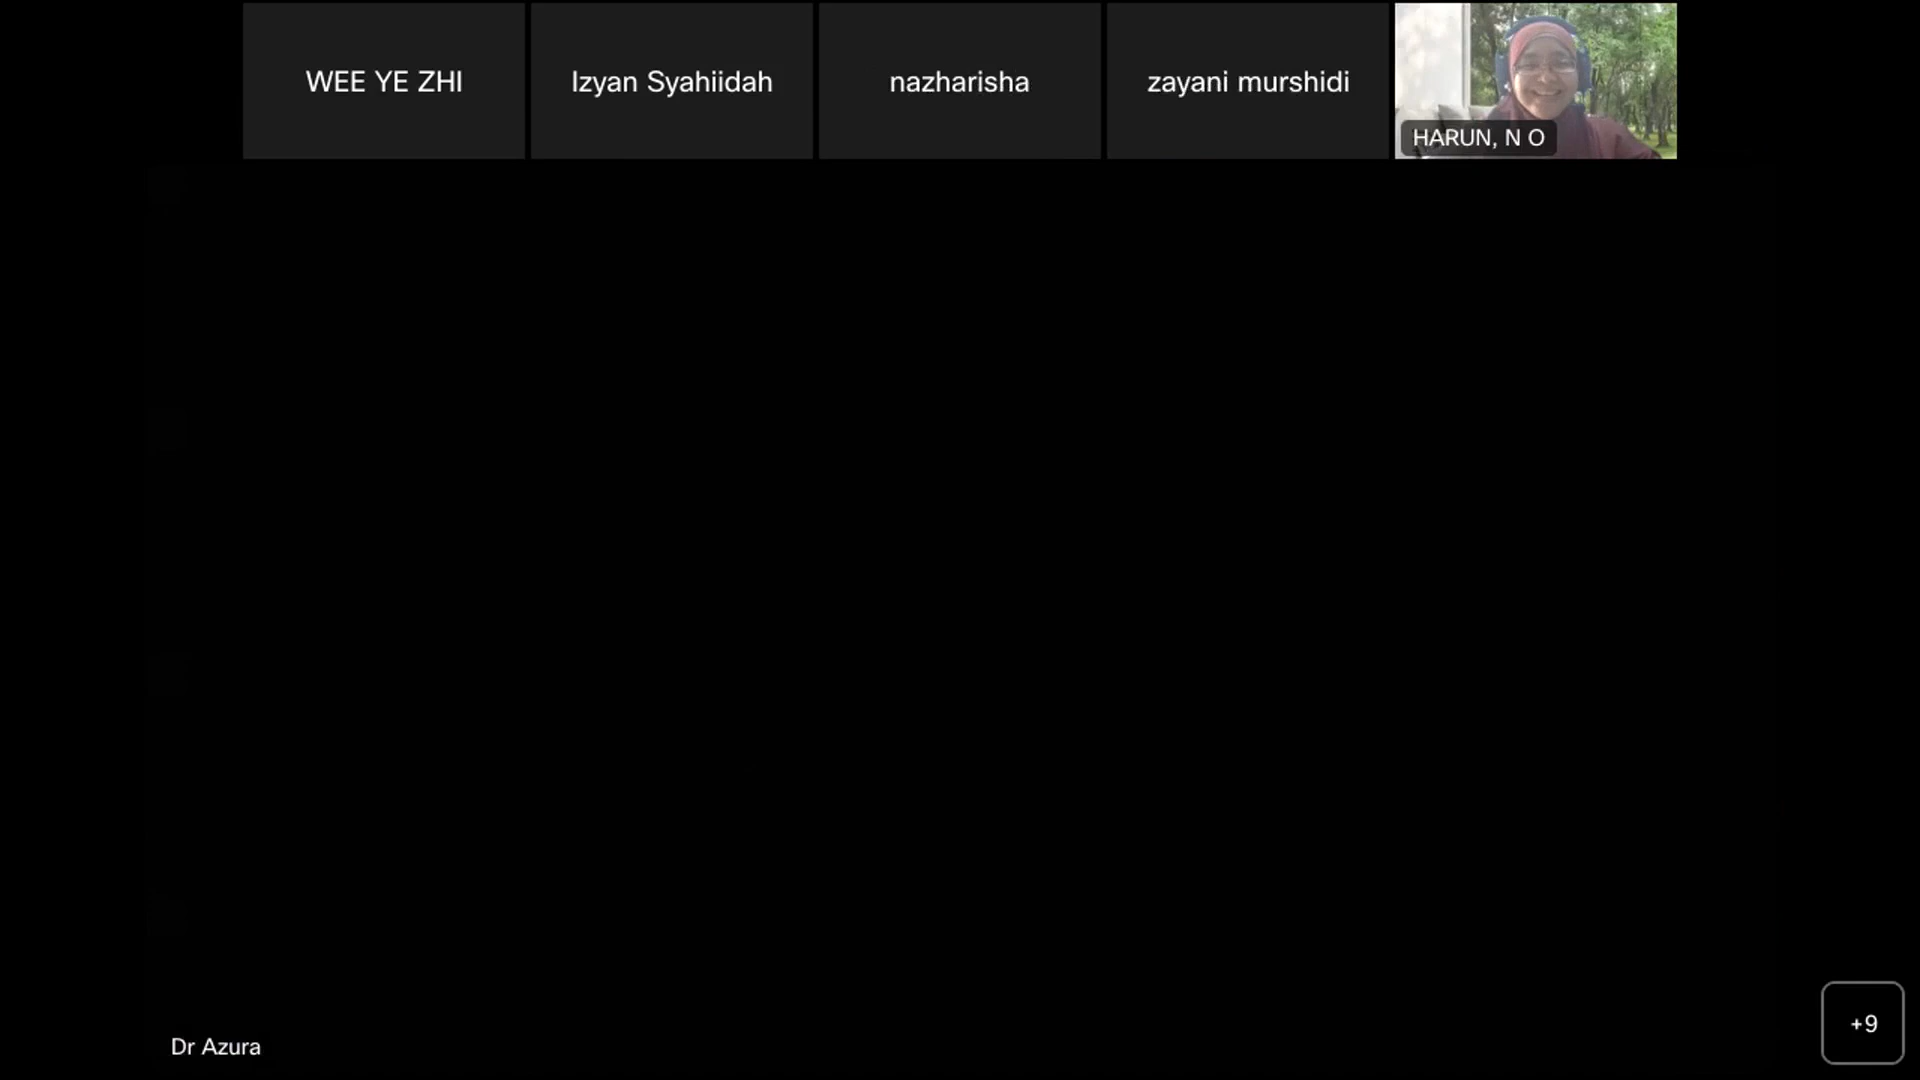 WEE YE ZHI
Izyan Syahiidah
nazharisha
zayani murshidi
HARUN, N O
Dr Azura
+9